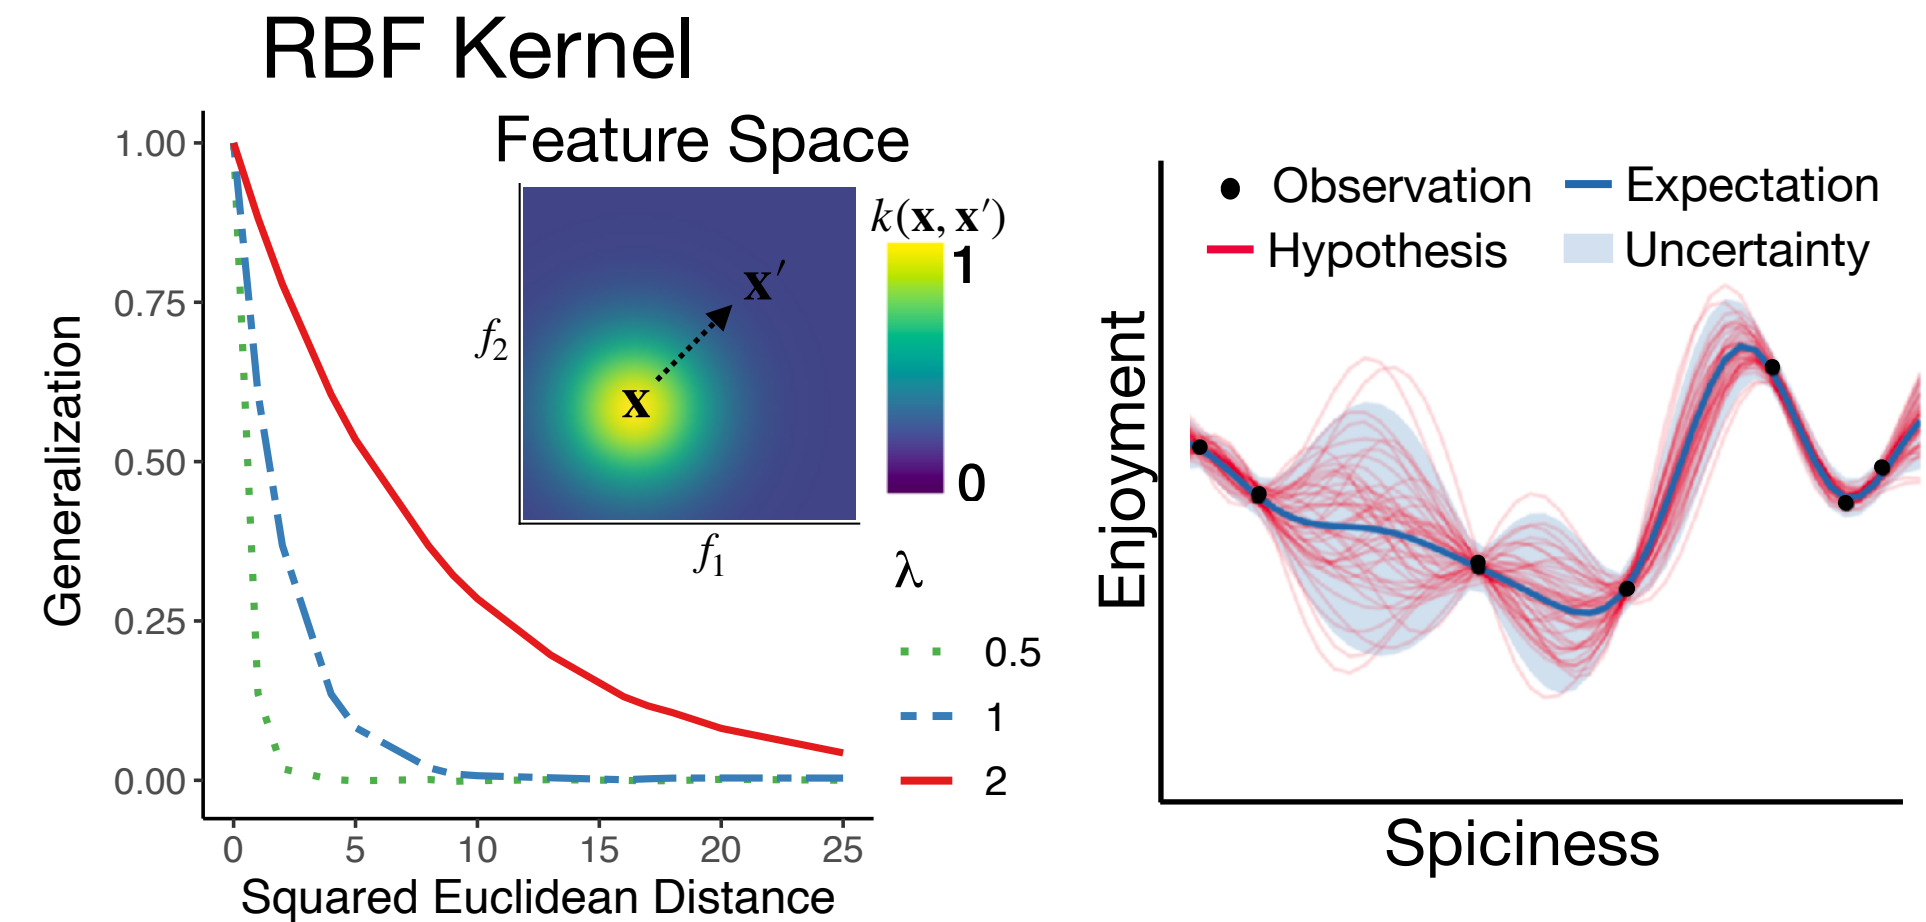 RBF Kernel
Generalization
1.00
0.75
0.50
0.25
0.00
0 5 10 15 20 25
Squared Euclidean Distance
Feature Space
f2
f1
x
x′
k(x, x′)
1
0
λ
0.5
1
2
Observation
Expectation
Hypothesis
Uncertainty
Enjoyment
Spiciness